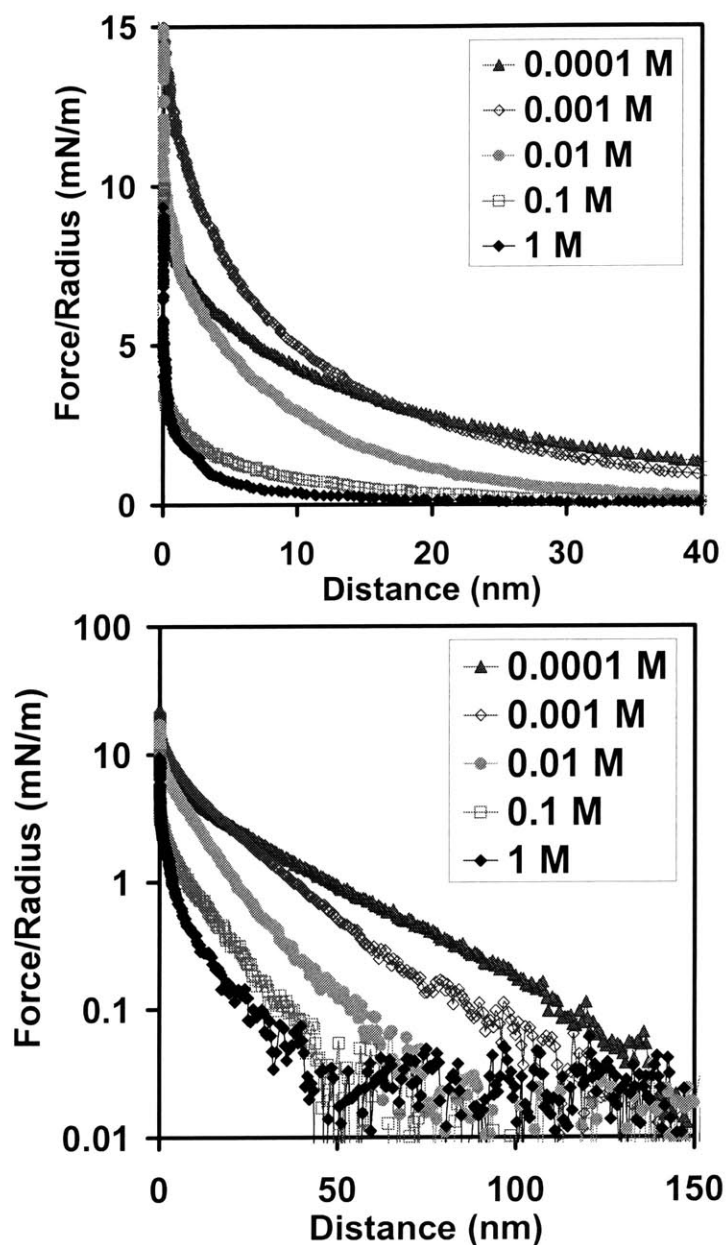 15
10
5
0
Force/Radius (mN/m)
0.0001 M
0.001 M
0.01 M
0.1 M
1 M
0 10 20 30 40
Distance (nm)
100
10
1
0.1
0.01
Force/Radius (mN/m)
0.0001 M
0.001 M
0.01 M
0.1 M
1 M
0 50 100 150
Distance (nm)